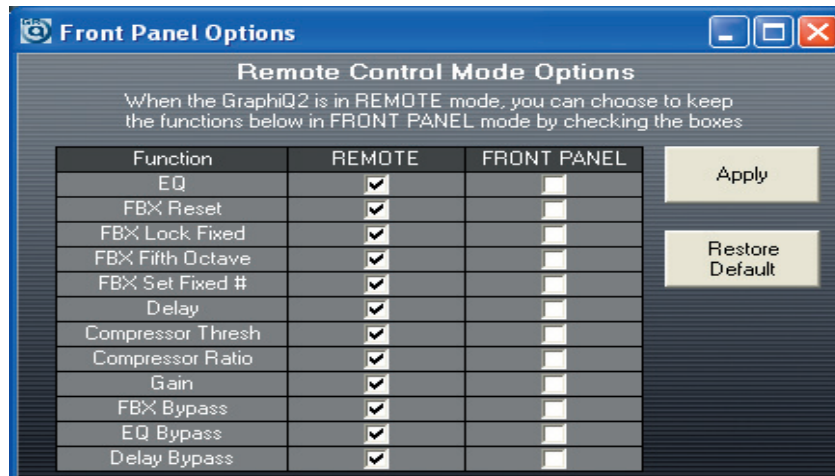 Front Panel Options
Remote Control Mode Options
When the GraphiQ2 is in REMOTE mode, you can choose to keep
the functions below in FRONT PANEL mode by checking the boxes
Function REMOTE FRONT PANEL
EQ
FBX Reset
FBX Lock Fixed
FBX Fifth Octave
FBX Set Fixed #
Delay
Compressor Thresh
Compressor Ratio
Gain
FBX Bypass
EQ Bypass
Delay Bypass
Apply
Restore
Default